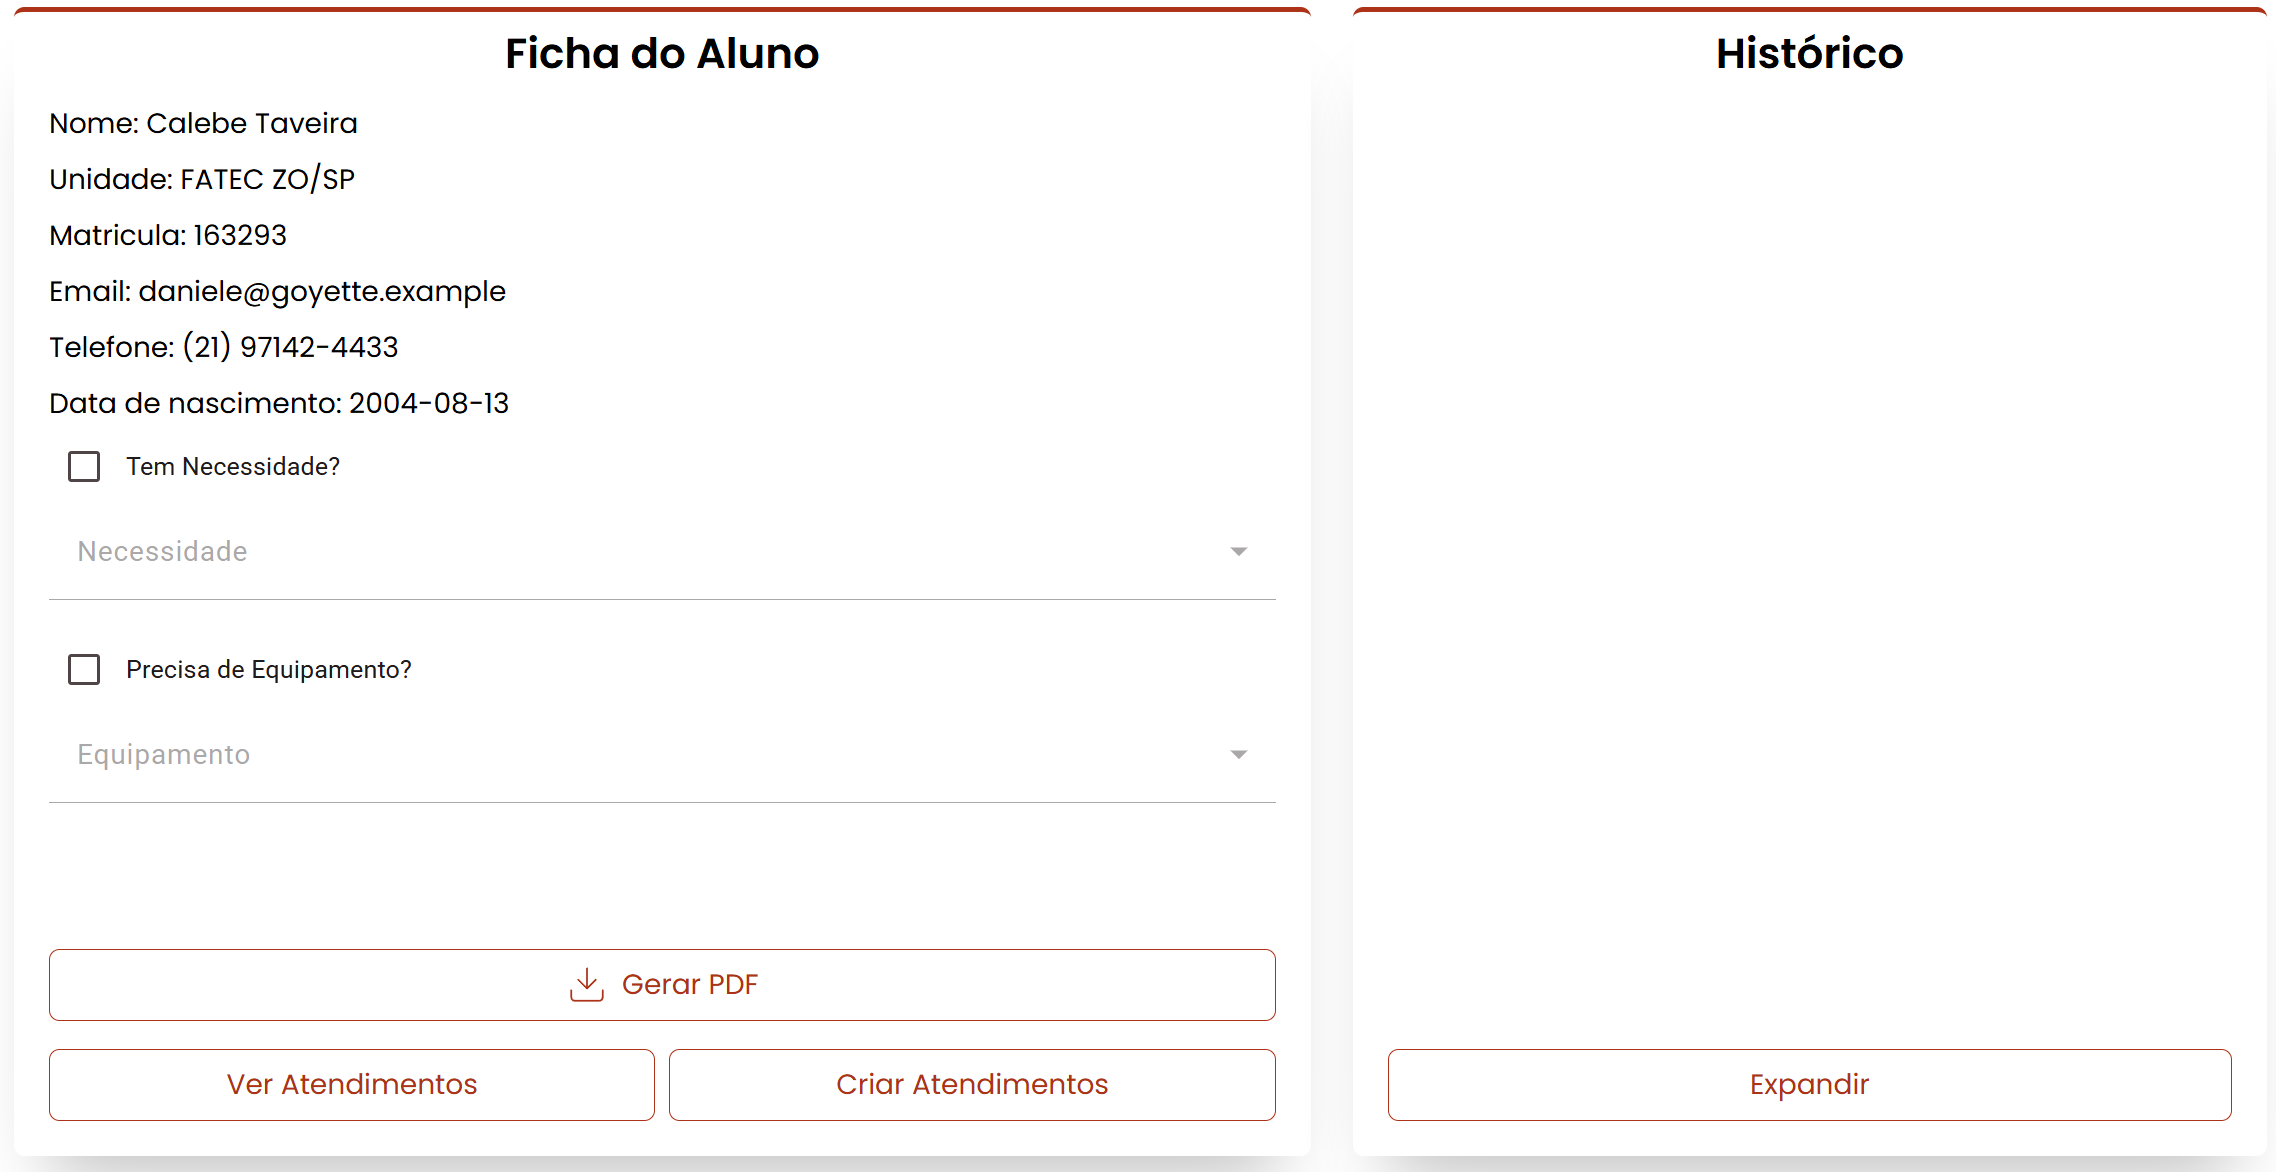 Ficha do Aluno
Nome: Calebe Taveira
Unidade: FATEC ZO/SP
Matricula: 163293
Email: daniele@goyette.example
Telefone: (21) 97142-4433
Data de nascimento: 2004-08-13
Tem Necessidade?
Necessidade
Precisa de Equipamento?
Equipamento
Gerar PDF
Ver Atendimentos
Criar Atendimentos
Histórico
Expandir